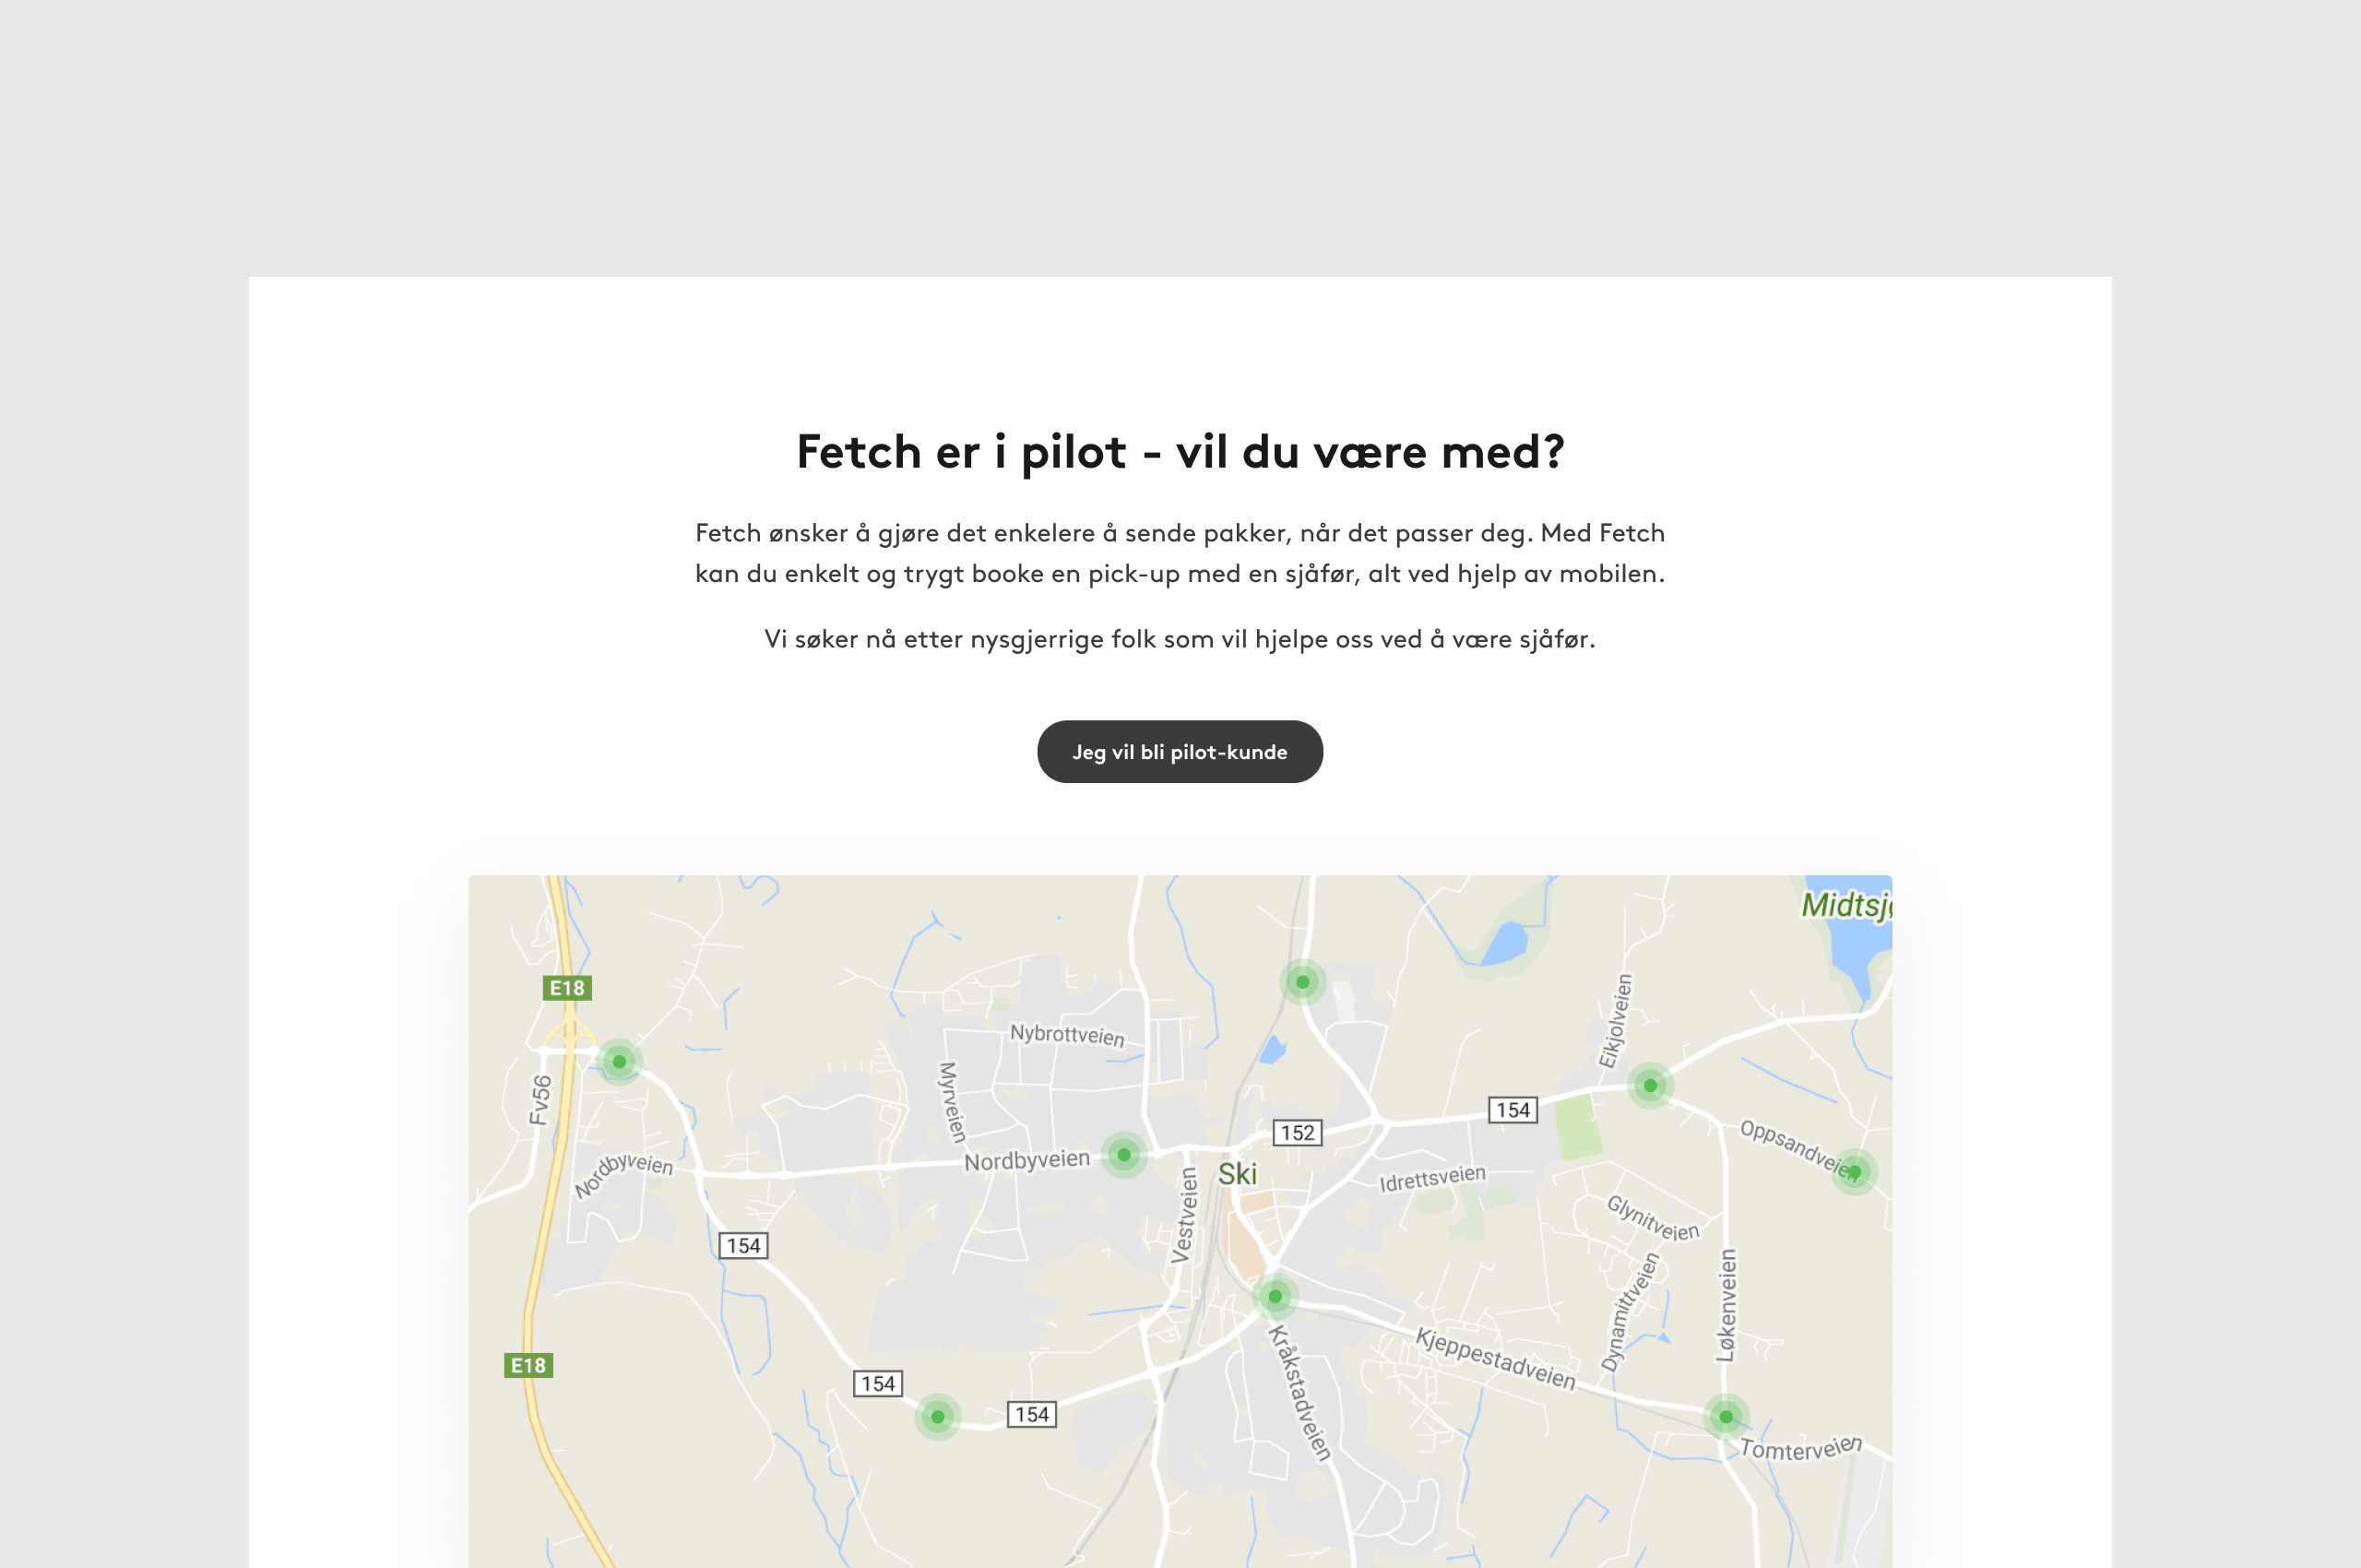 Fetch er i pilot - vil du være med?
Fetch ønsker å gjøre det enkelere å sende pakker, når det passer deg. Med Fetch
kan du enkelt og trygt booke en pick-up med en sjåfør, alt ved hjelp av mobilen.
Vi søker nå etter nysgjerrige folk som vil hjelpe oss ved å være sjåfør.
Jeg vil bli pilot-kunde
Midtsjø
E18
Nybrottveien
Eikjolveien
Fv56
Myrveien
154
152
Oppsandveien
Nordbyveien
Nordbyveien
Ski
Idrettsveien
Vestveien
Glynitveien
154
Dynamittveien
Løkenveien
E18
Kråkstadveien
Kjeppestadveien
154
154
Tomterveien